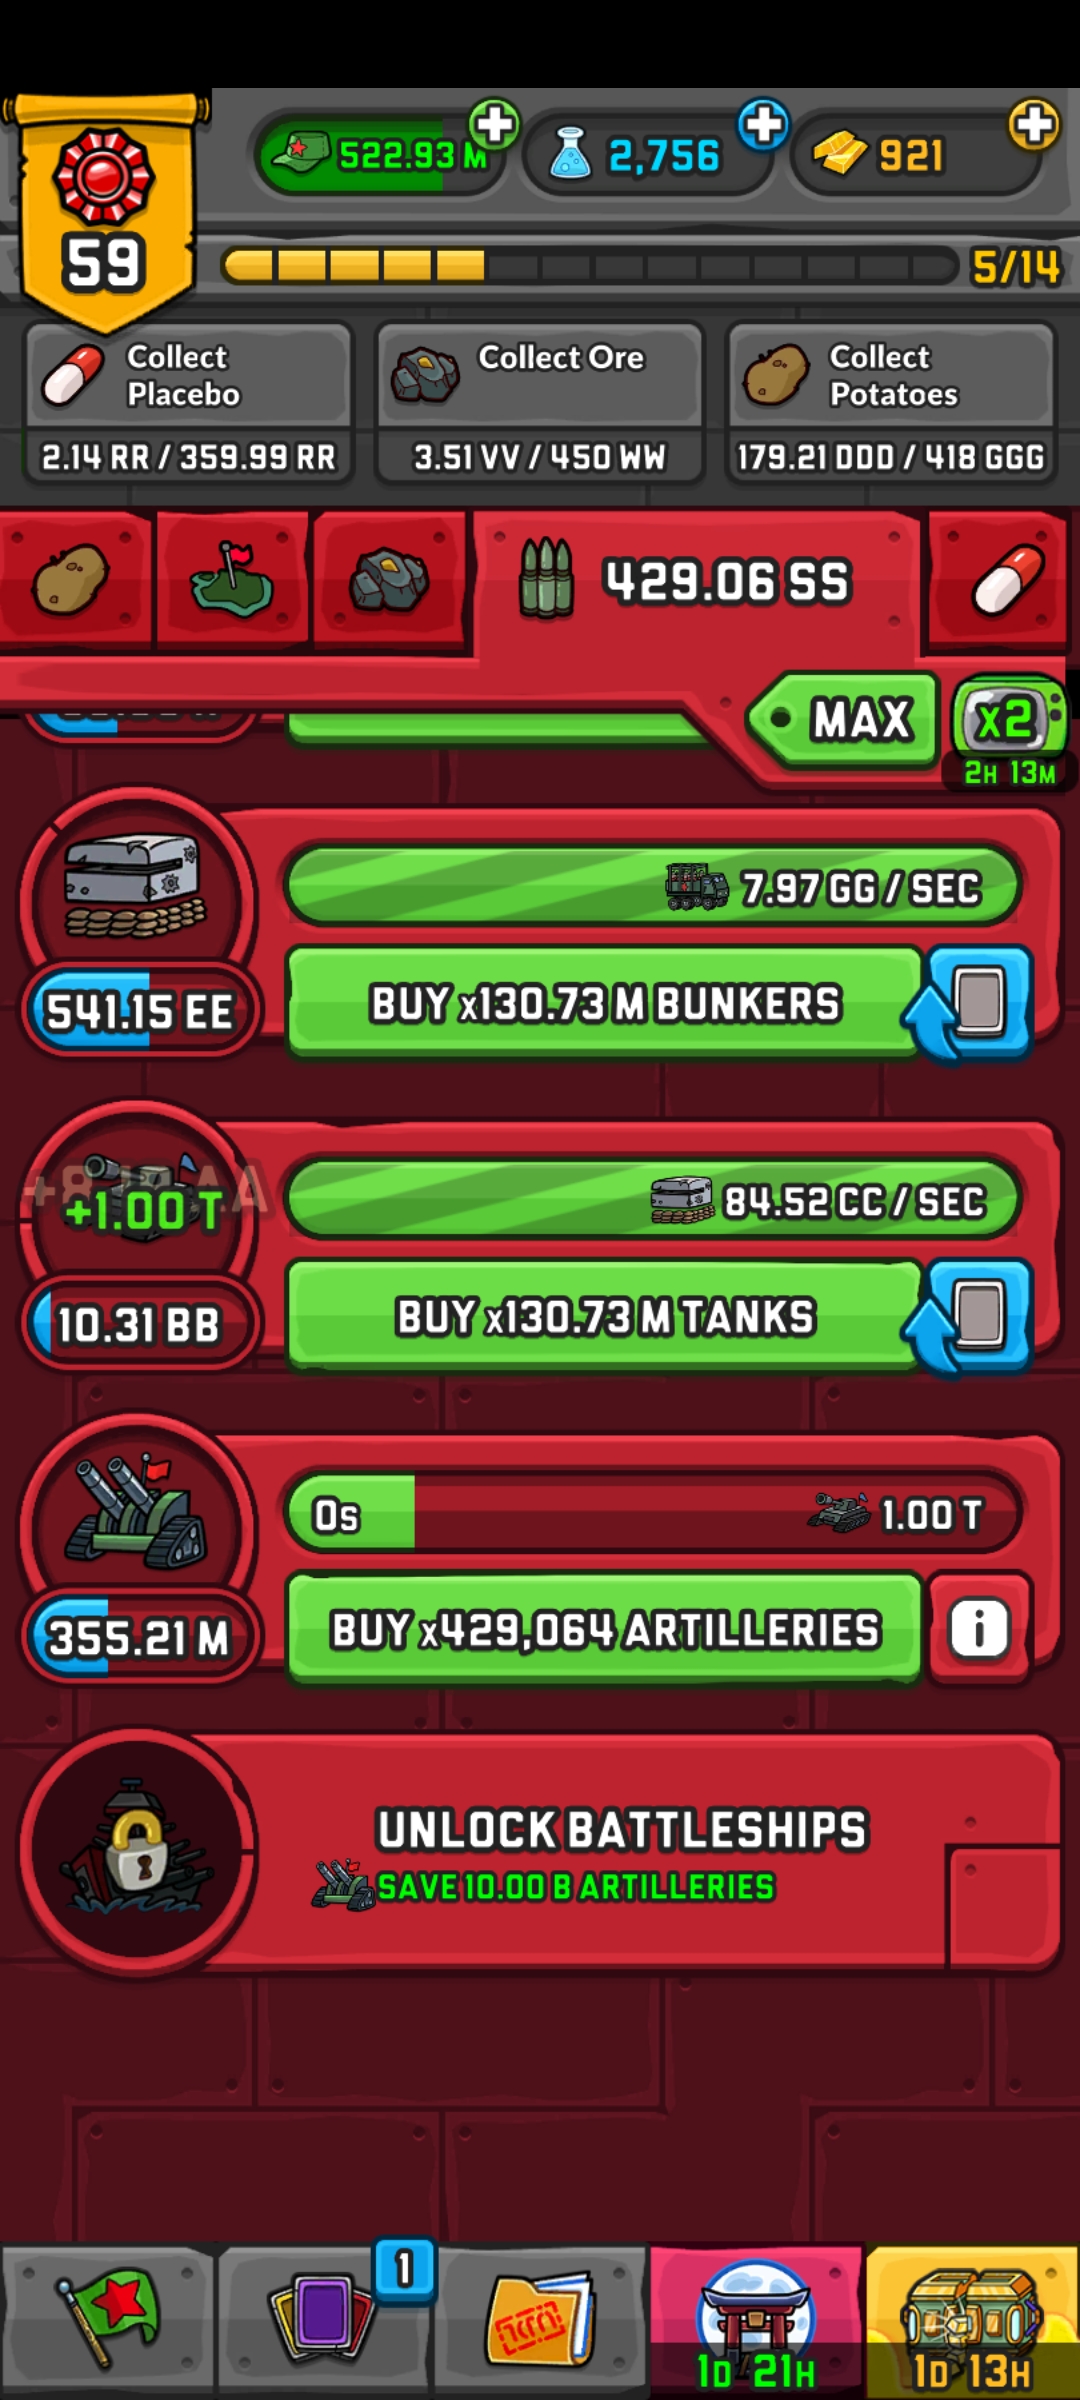 522.93 M
2,756
921
59
5/14
Collect
Placebo
2.14 RR / 359.99 RR
Collect Ore
3.51 VV / 450 WW
Collect
Potatoes
179.21 DDD / 418 GGG
429.06 SS
MAX
x2
2H 13M
7.97 GG / SEC
541.15 EE
BUY x130.73 M BUNKERS
+1.00 T
84.52 CC / SEC
10.31 BB
BUY x130.73 M TANKS
0s
1.00 T
355.21 M
BUY x429,064 ARTILLERIES
i
UNLOCK BATTLESHIPS
SAVE 10.00 B ARTILLERIES
1
1D 21H
1D 13H